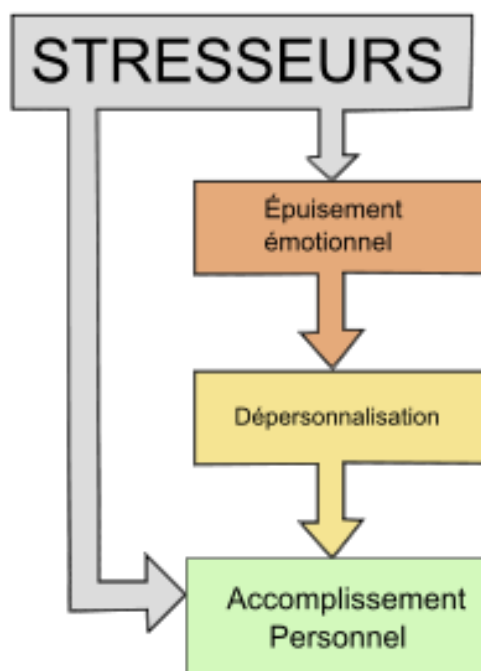 STRESSEURS
Épuisement
émotionnel
Dépersonnalisation
Accomplissement
Personnel